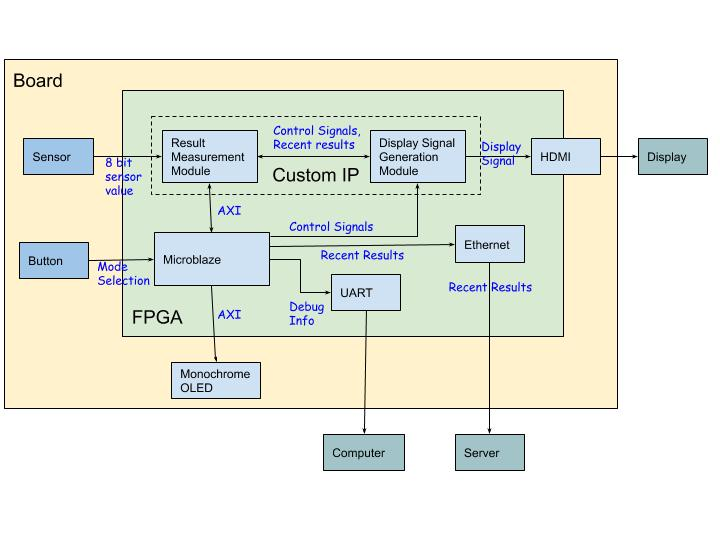 Board
Control Signals,
Recent results
Result
Measurement
Module
Display Signal
Generation
Module
Display
Signal
Sensor
HDMI
Display
8 bit
sensor
value
Custom IP
AXI
Control Signals
Ethernet
Button
Mode
Selection
Microblaze
Recent Results
Recent Results
UART
Debug
Info
FPGA
AXI
Monochrome
OLED
Computer
Server